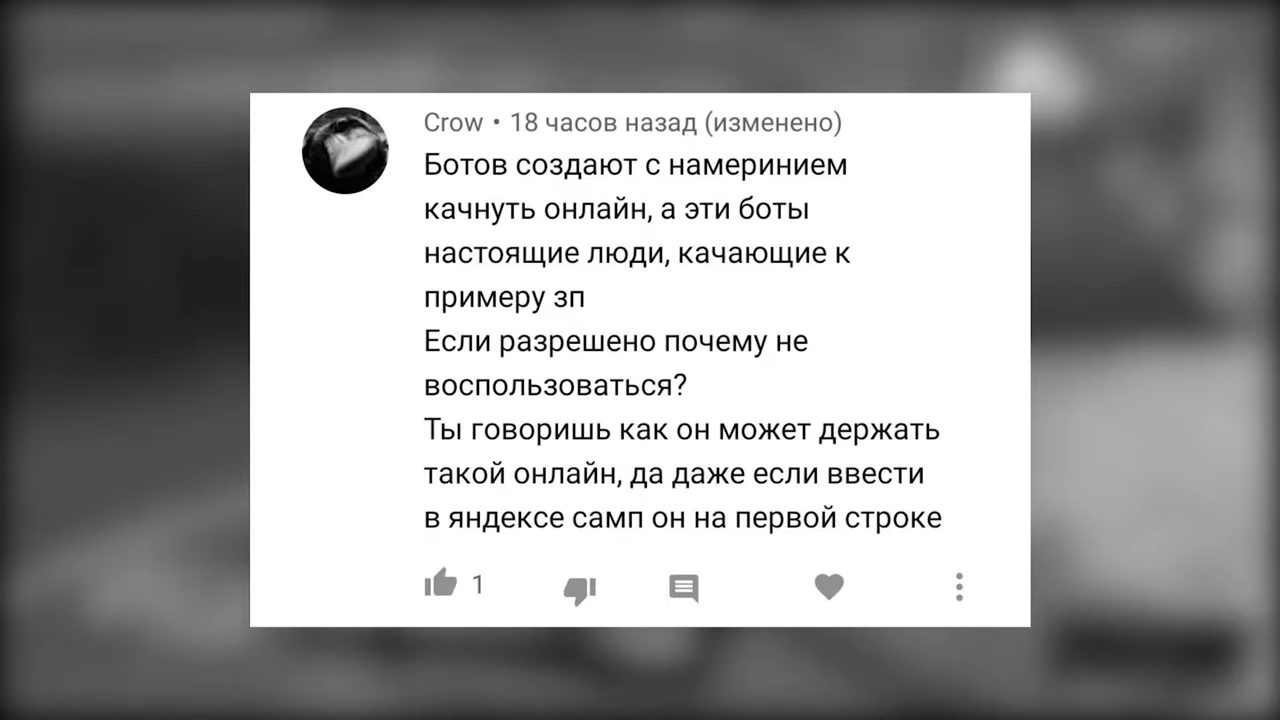 Crow • 18 часов назад (изменено)
Ботов создают с намеринием
качнуть онлайн, а эти боты
настоящие люди, качающие к
примеру зп
Если разрешено почему не
воспользоваться?
Ты говоришь как он может держать
такой онлайн, да даже если ввести
в яндексе самп он на первой строке
1